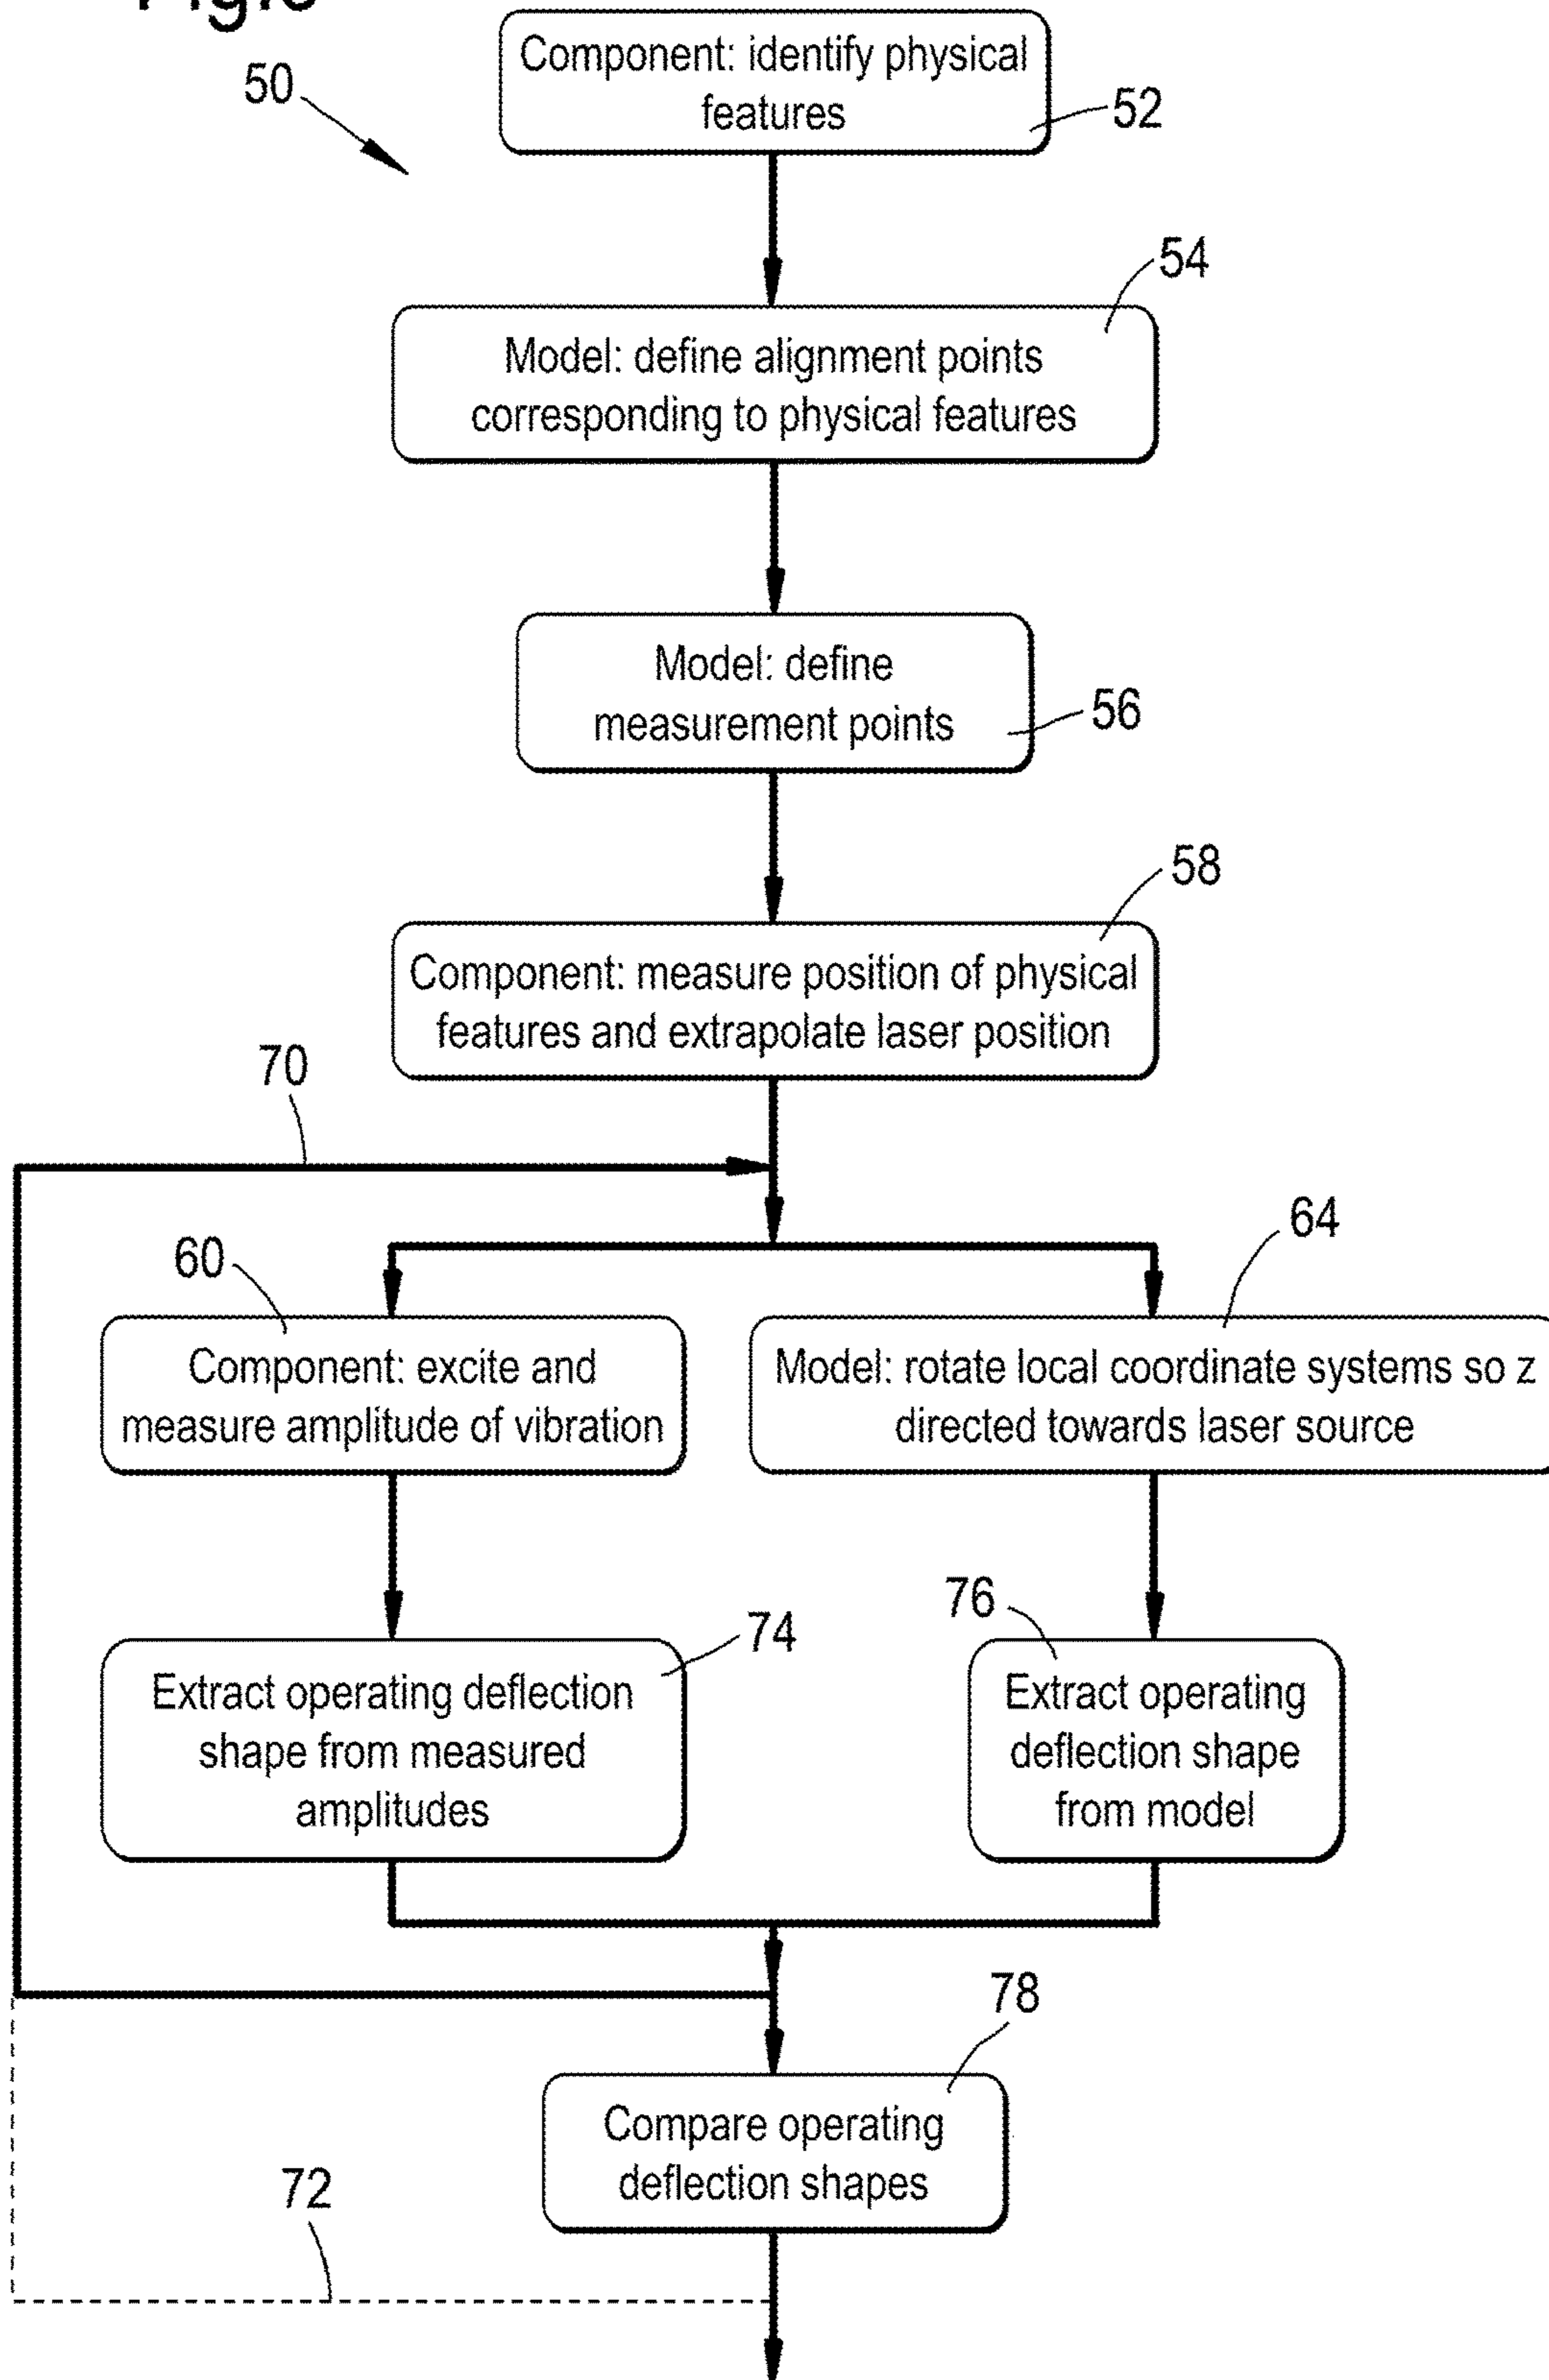 50
Component: identify physical
features
52
54
Model: define alignment points
corresponding to physical features
Model: define
measurement points
56
58
Component: measure position of physical
features and extrapolate laser position
70
60
64
Component: excite and
measure amplitude of vibration
Model: rotate local coordinate systems so z
directed towards laser source
74
76
Extract operating deflection
shape from measured
amplitudes
Extract operating
deflection shape
from model
78
Compare operating
deflection shapes
72